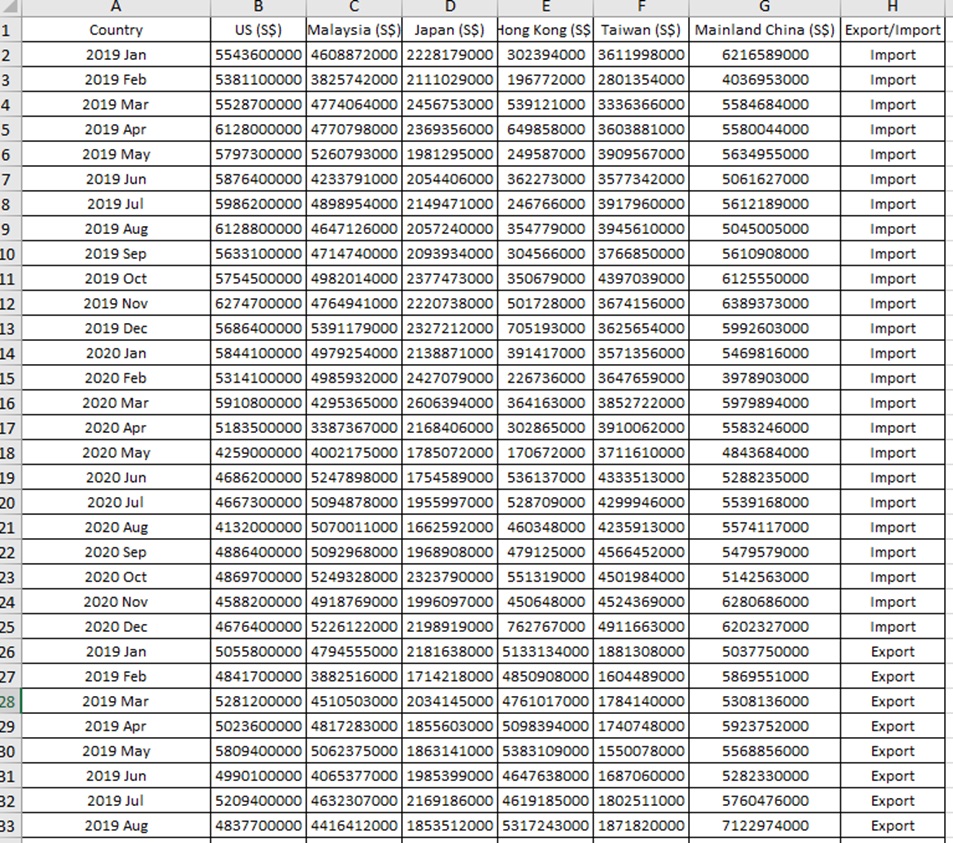 A B C D E F G H
1 Country US (S$) Malaysia (S$) Japan (S$) Hong Kong (S$ Taiwan (S$) Mainland China (S$) Export/Import
2 2019 Jan 5543600000 4608872000 2228179000 302394000 3611998000 6216589000 Import
3 2019 Feb 5381100000 3825742000 2111029000 196772000 2801354000 4036953000 Import
4 2019 Mar 5528700000 4774064000 2456753000 539121000 3336366000 5584684000 Import
5 2019 Apr 6128000000 4770798000 2369356000 649858000 3603881000 5580044000 Import
6 2019 May 5797300000 5260793000 1981295000 249587000 3909567000 5634955000 Import
7 2019 Jun 5876400000 4233791000 2054406000 362273000 3577342000 5061627000 Import
8 2019 Jul 5986200000 4898954000 2149471000 246766000 3917960000 5612189000 Import
9 2019 Aug 6128800000 4647126000 2057240000 354779000 3945610000 5045005000 Import
10 2019 Sep 5633100000 4714740000 2093934000 304566000 3766850000 5610908000 Import
11 2019 Oct 5754500000 4982014000 2377473000 350679000 4397039000 6125550000 Import
12 2019 Nov 6274700000 4764941000 2220738000 501728000 3674156000 6389373000 Import
13 2019 Dec 5686400000 5391179000 2327212000 705193000 3625654000 5992603000 Import
14 2020 Jan 5844100000 4979254000 2138871000 391417000 3571356000 5469816000 Import
15 2020 Feb 5314100000 4985932000 2427079000 226736000 3647659000 3978903000 Import
16 2020 Mar 5910800000 4295365000 2606394000 364163000 3852722000 5979894000 Import
17 2020 Apr 5183500000 3387367000 2168406000 302865000 3910062000 5583246000 Import
18 2020 May 4259000000 4002175000 1785072000 170672000 3711610000 4843684000 Import
19 2020 Jun 4686200000 5247898000 1754589000 536137000 4333513000 5288235000 Import
20 2020 Jul 4667300000 5094878000 1955997000 528709000 4299946000 5539168000 Import
21 2020 Aug 4132000000 5070011000 1662592000 460348000 4235913000 5574117000 Import
22 2020 Sep 4886400000 5092968000 1968908000 479125000 4566452000 5479579000 Import
23 2020 Oct 4869700000 5249328000 2323790000 551319000 4501984000 5142563000 Import
24 2020 Nov 4588200000 4918769000 1996097000 450648000 4524369000 6280686000 Import
25 2020 Dec 4676400000 5226122000 2198919000 762767000 4911663000 6202327000 Import
26 2019 Jan 5055800000 4794555000 2181638000 5133134000 1881308000 5037750000 Export
27 2019 Feb 4841700000 3882516000 1714218000 4850908000 1604489000 5869551000 Export
28 2019 Mar 5281200000 4510503000 2034145000 4761017000 1784140000 5308136000 Export
29 2019 Apr 5023600000 4817283000 1855603000 5098394000 1740748000 5923752000 Export
30 2019 May 5809400000 5062375000 1863141000 5383109000 1550078000 5568856000 Export
31 2019 Jun 4990100000 4065377000 1985399000 4647638000 1687060000 5282330000 Export
32 2019 Jul 5209400000 4632307000 2169186000 4619185000 1802511000 5760476000 Export
33 2019 Aug 4837700000 4416412000 1853512000 5317243000 1871820000 7122974000 Export